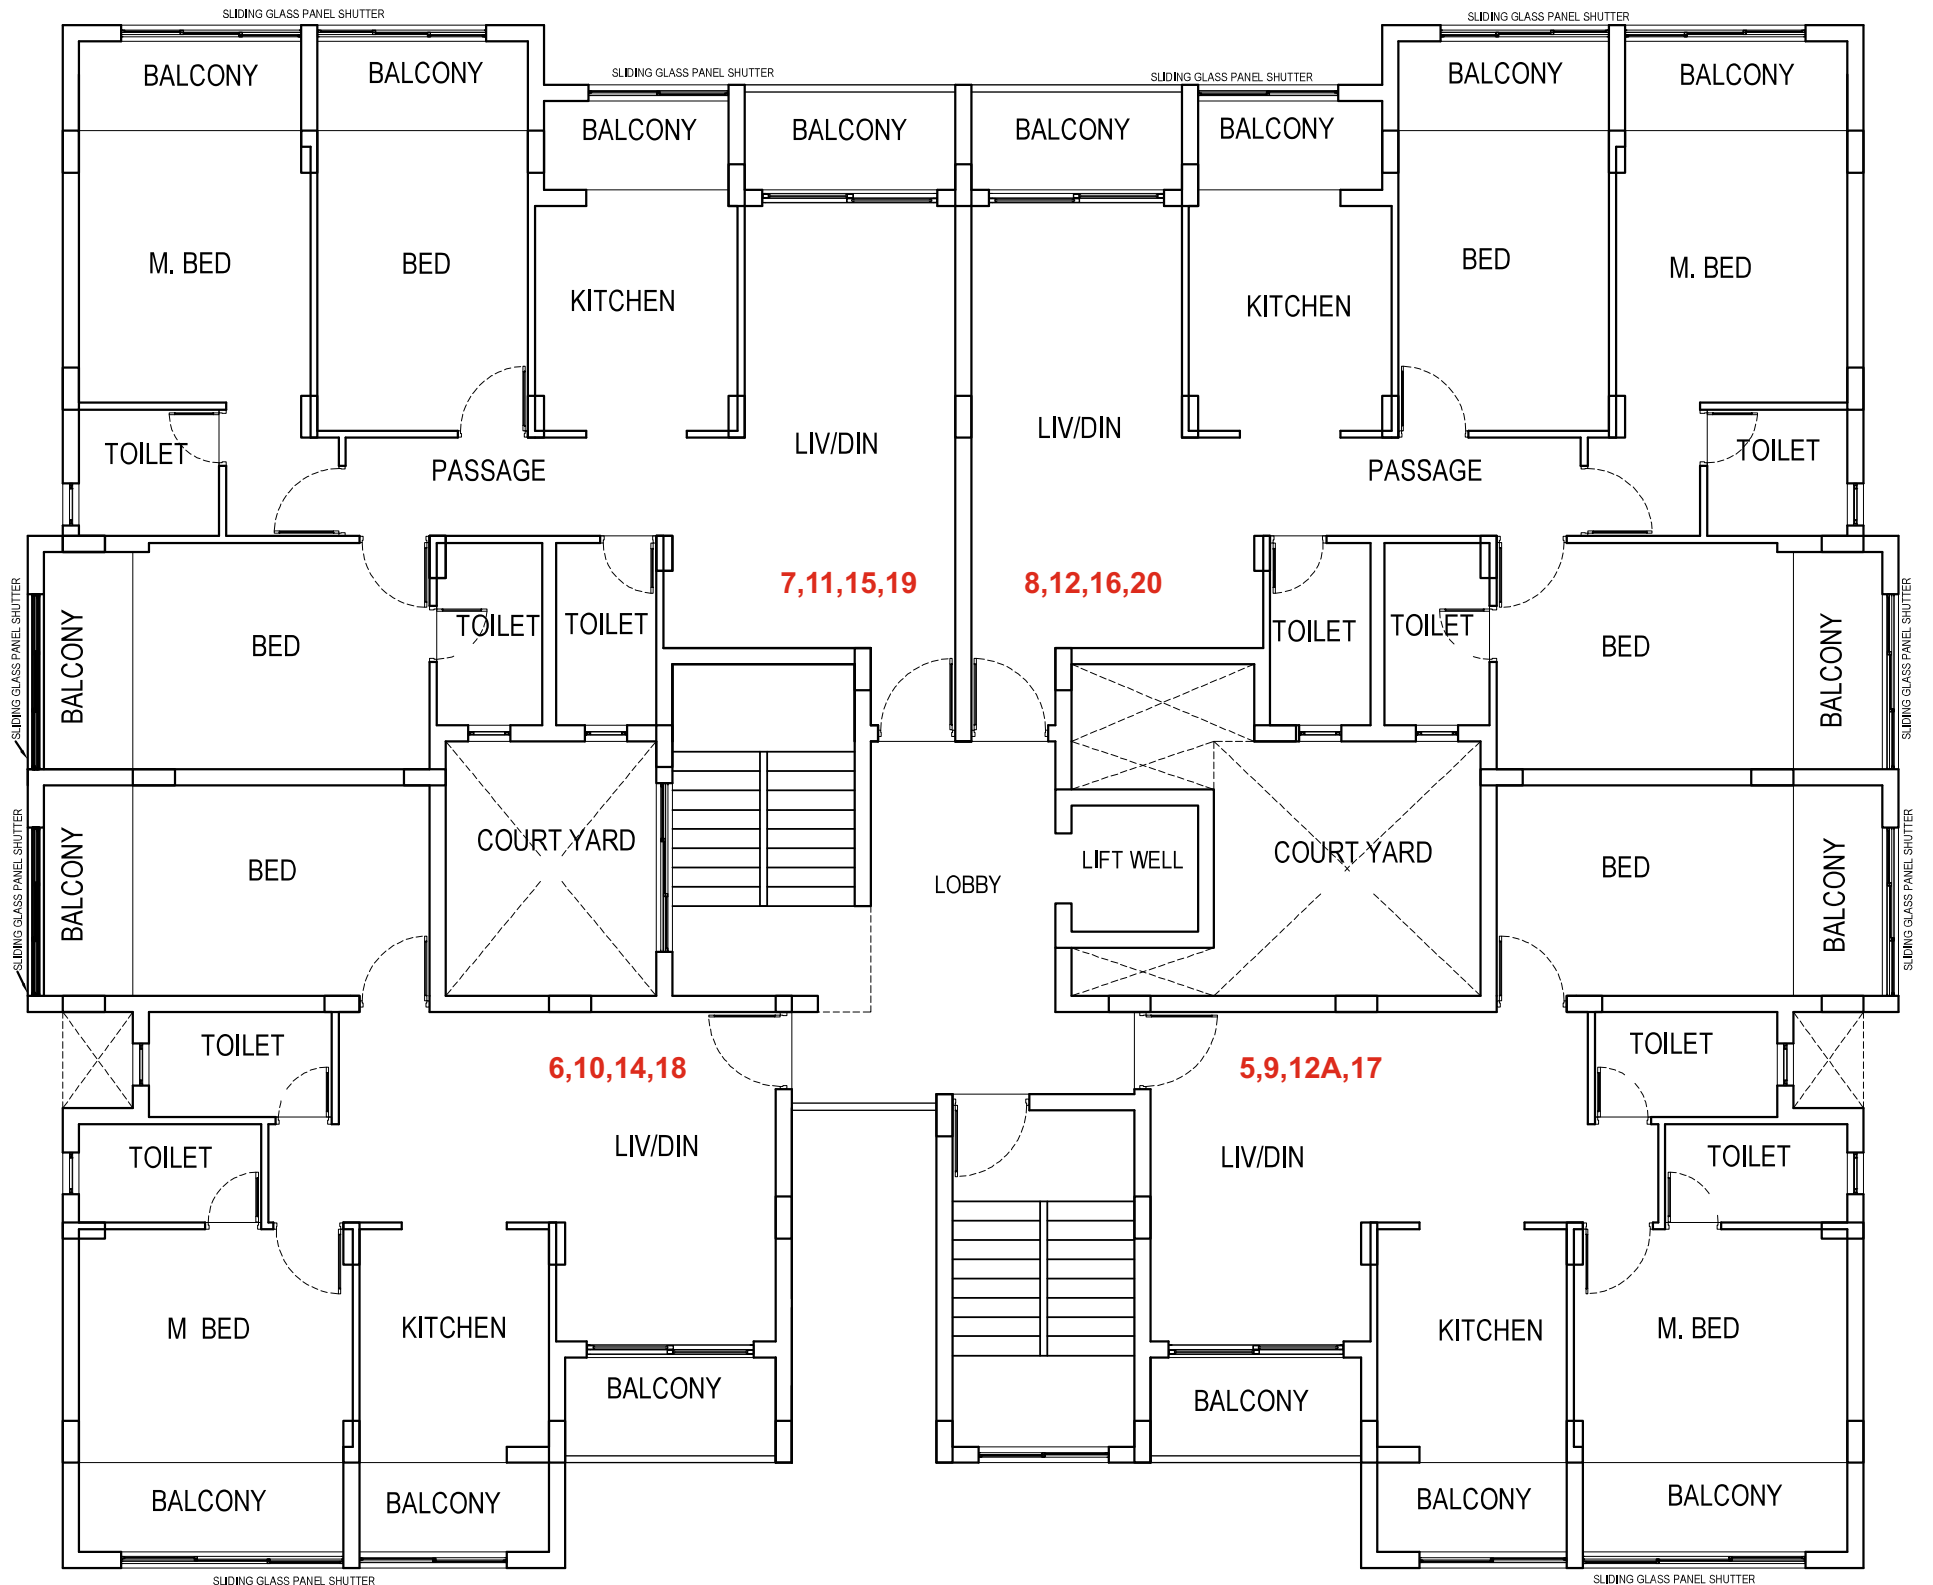 SLIDING GLASS PANEL SHUTTER
SLIDING GLASS PANEL SHUTTER
BALCONY
BALCONY
SLIDING GLASS PANEL SHUTTER
SLIDING GLASS PANEL SHUTTER
BALCONY
BALCONY
BALCONY
BALCONY
BALCONY
BALCONY
M. BED
BED
KITCHEN
KITCHEN
BED
M. BED
TOILET
PASSAGE
LIV/DIN
LIV/DIN
PASSAGE
TOILET
7,11,15,19
8,12,16,20
SLIDING GLASS PANEL SHUTTER
BALCONY
BED
TOILET
TOILET
TOILET
TOILET
BED
BALCONY
SLIDING GLASS PANEL SHUTTER
SLIDING GLASS PANEL SHUTTER
BALCONY
BED
COURT YARD
LOBBY
LIFT WELL
COURT YARD
BED
BALCONY
SLIDING GLASS PANEL SHUTTER
TOILET
6,10,14,18
5,9,12A,17
TOILET
TOILET
LIV/DIN
LIV/DIN
TOILET
M BED
KITCHEN
KITCHEN
M. BED
BALCONY
BALCONY
BALCONY
BALCONY
BALCONY
BALCONY
SLIDING GLASS PANEL SHUTTER
SLIDING GLASS PANEL SHUTTER